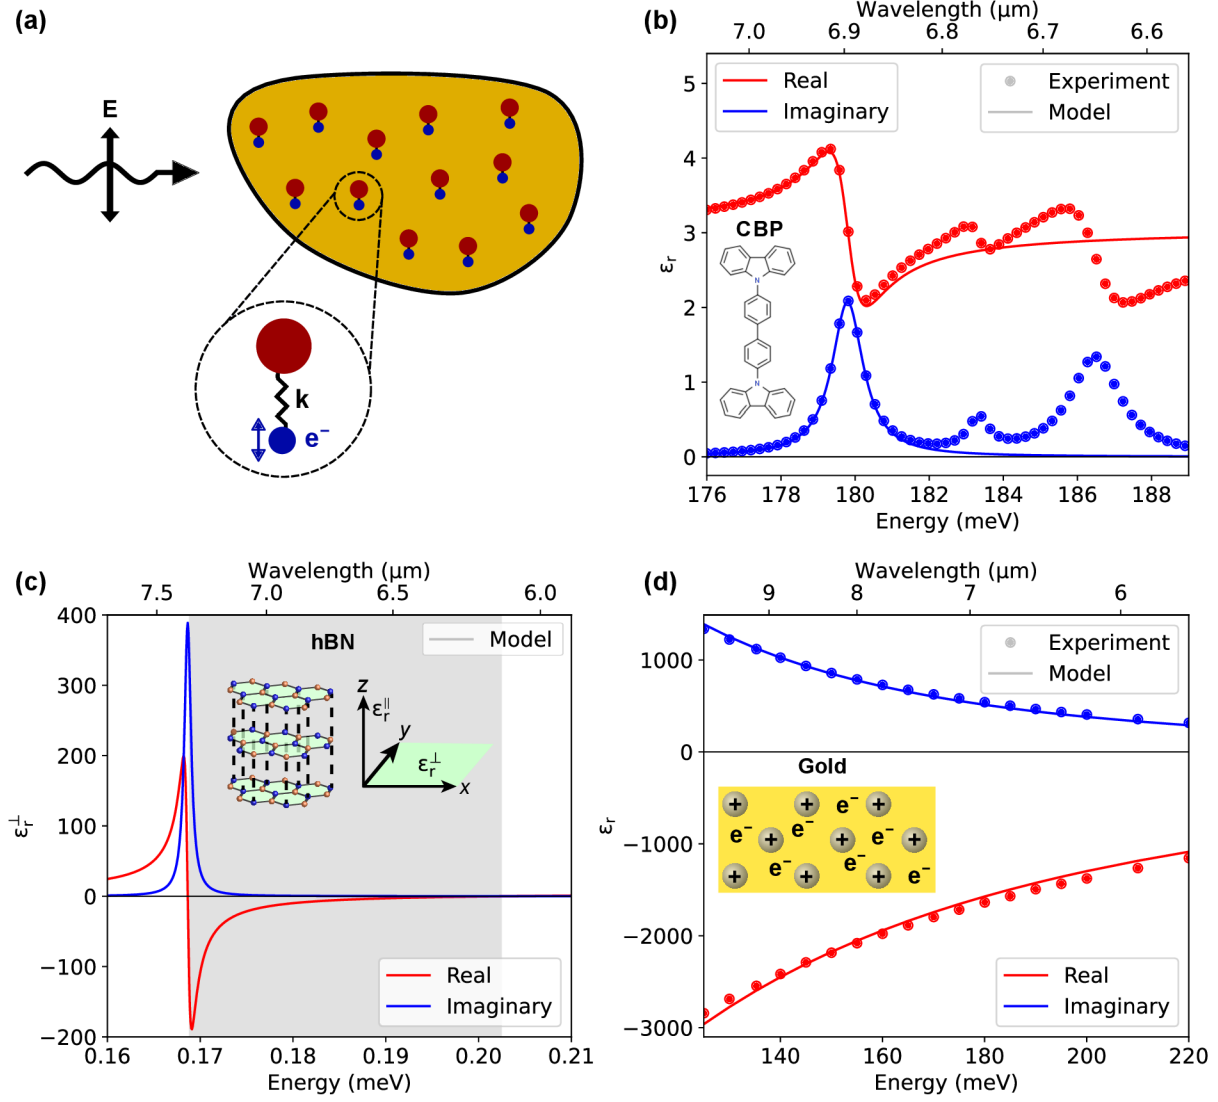 (a)
E
k
e⁻
(b)
Wavelength (μm)
7.0 6.9 6.8 6.7 6.6
Real
Imaginary
Experiment
Model
CBP
N
N
εr
5
4
3
2
1
0
176 178 180 182 184 186 188
Energy (meV)
(c)
Wavelength (μm)
7.5 7.0 6.5 6.0
hBN
Model
z
εr∥
y
εr⊥
x
εr⊥
400
300
200
100
0
−100
−200
Real
Imaginary
0.16 0.17 0.18 0.19 0.20 0.21
Energy (meV)
(d)
Wavelength (μm)
9 8 7 6
Experiment
Model
Gold
+ + e⁻ +
e⁻ + e⁻ + e⁻ +
+ e⁻ + e⁻ + e⁻
εr
1000
0
−1000
−2000
−3000
Real
Imaginary
140 160 180 200 220
Energy (meV)